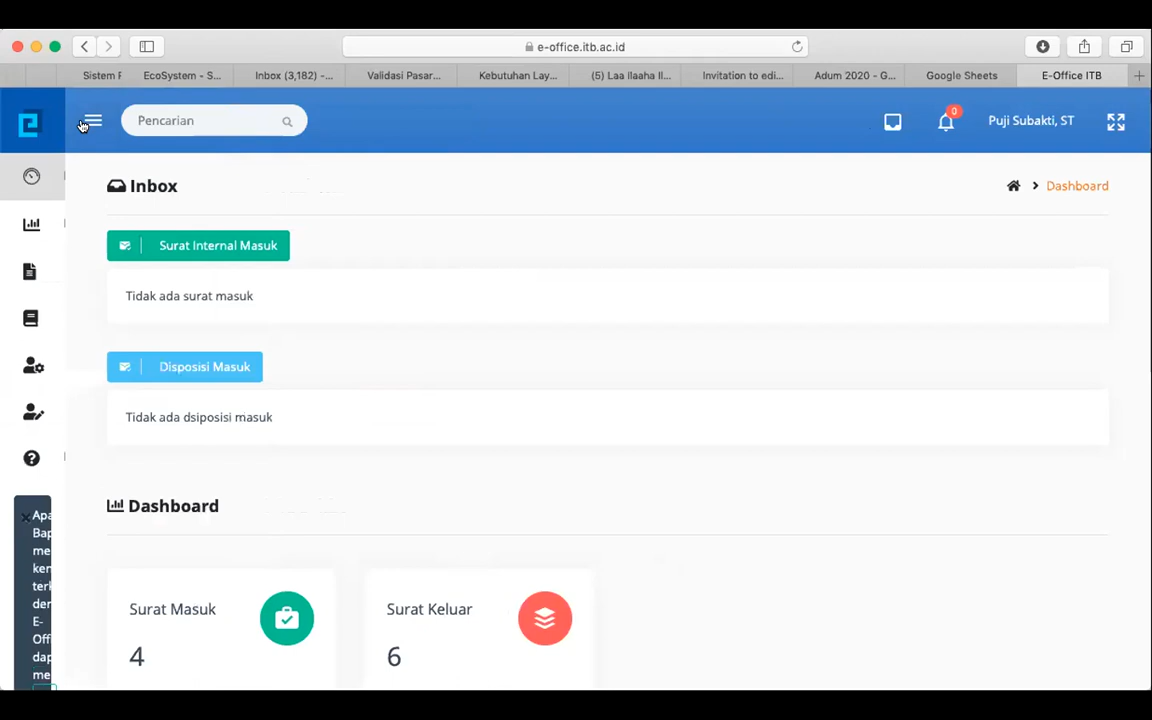 e-office.itb.ac.id
Sistem F
EcoSystem - S...
Inbox (3,182) -...
Validasi Pasar...
Kebutuhan Lay...
(5) Laa Ilaaha Il...
Invitation to edi...
Adum 2020 - G...
Google Sheets
E-Office ITB
Pencarian
0
Puji Subakti, ST
Inbox
Dashboard
Surat Internal Masuk
Tidak ada surat masuk
Disposisi Masuk
Tidak ada dsiposisi masuk
Dashboard
Surat Masuk
4
Surat Keluar
6
Apa
Bap
me
ken
terk
der
E-
Offi
dap
me